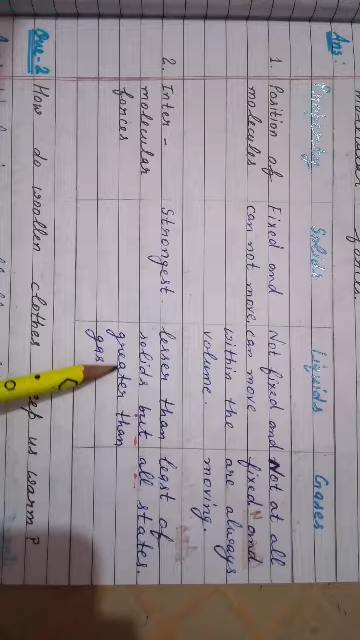 forces
Ans:
Property Solids Liquids Gases
1. Position of Fixed and Not fixed and Not at all
molecules can not move can move fixed and
within the are always
volume moving.
2. Inter- Strongest. lesser than least of
molecular solids but all states.
forces greater than
gas
Que-2 How do woollen clothes us warm?